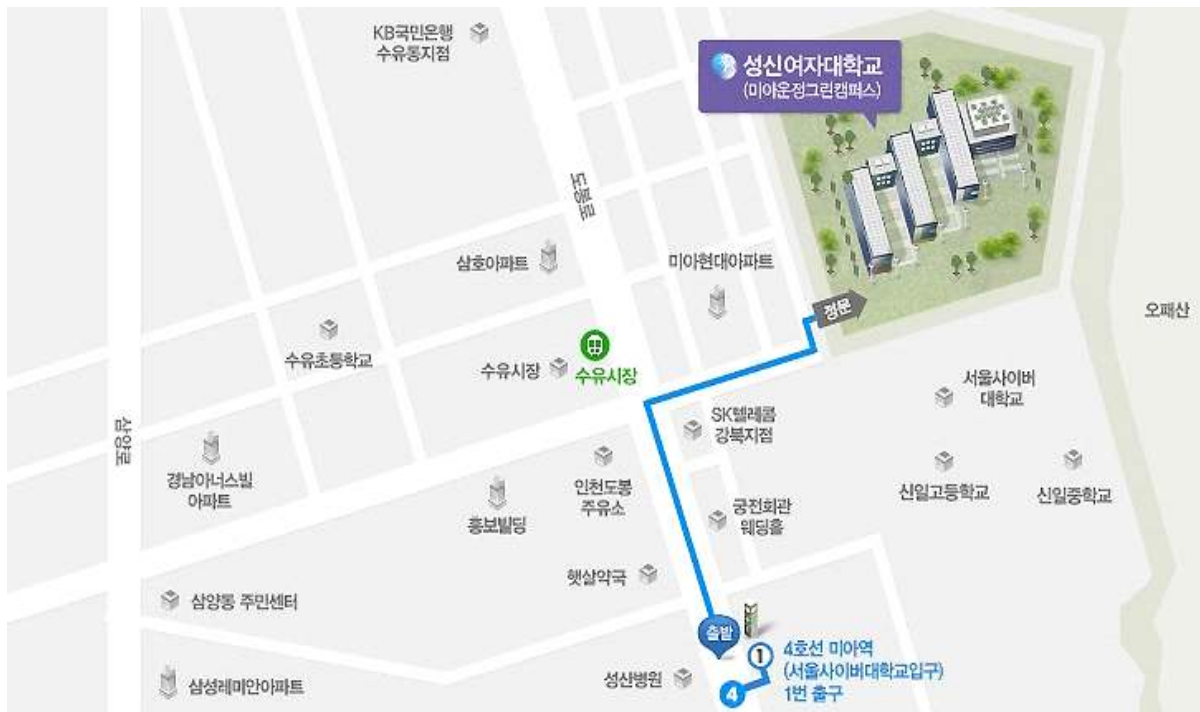 KB국민은행
수유동지점
성신여자대학교
(미아운정그린캠퍼스)
도봉로
삼호아파트
미아현대아파트
정문
오패산
수유초등학교
수유시장
수유시장
서울사이버
대학교
SK텔레콤
강북지점
삼양로
경남아너스빌
아파트
인천도봉
주유소
홍보빌딩
신일고등학교
신일중학교
궁전회관
웨딩홀
햇살약국
삼양동 주민센터
출발
1
4호선 미아역
(서울사이버대학교입구)
1번 출구
성산병원
4
삼성래미안아파트